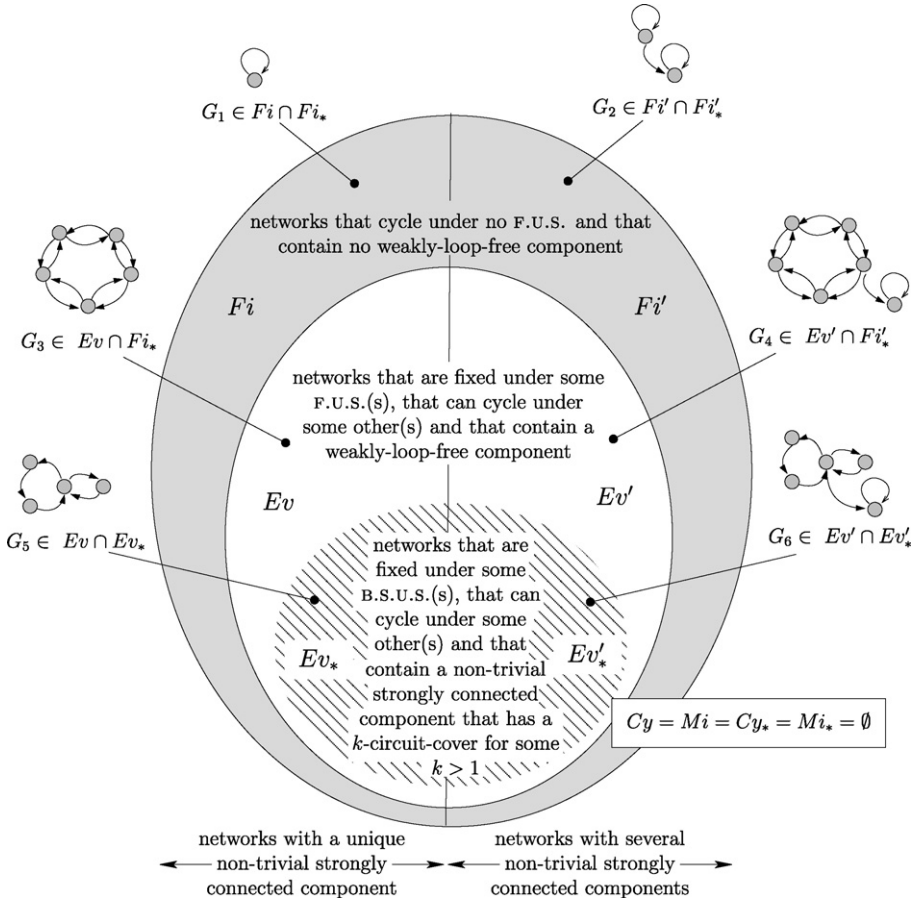 G₁ ∈ Fi ∩ Fi∗
G₂ ∈ Fi′ ∩ Fi′∗
networks that cycle under no F.U.S. and that
contain no weakly-loop-free component
Fi
Fi′
G₃ ∈ Ev ∩ Fi∗
G₄ ∈ Ev′ ∩ Fi′∗
networks that are fixed under some
F.U.S.(s), that can cycle under
some other(s) and that contain a
weakly-loop-free component
Ev
Ev′
G₅ ∈ Ev ∩ Ev∗
G₆ ∈ Ev′ ∩ Ev′∗
networks that are
fixed under some
B.S.U.S.(s), that can
cycle under some
other(s) and that
contain a non-trivial
strongly connected
component that has a
k-circuit-cover for some
k > 1
Ev∗
Ev′∗
Cy = Mi = Cy∗ = Mi∗ = ∅
networks with a unique
non-trivial strongly
connected component
networks with several
non-trivial strongly
connected components